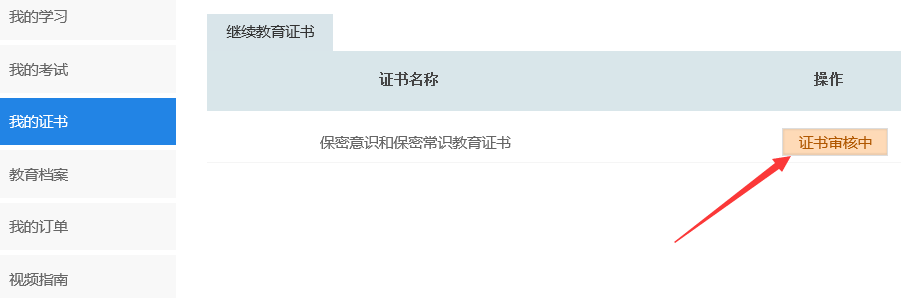 我的学习
我的考试
我的证书
教育档案
我的订单
视频指南
继续教育证书
证书名称 操作
保密意识和保密常识教育证书 证书审核中